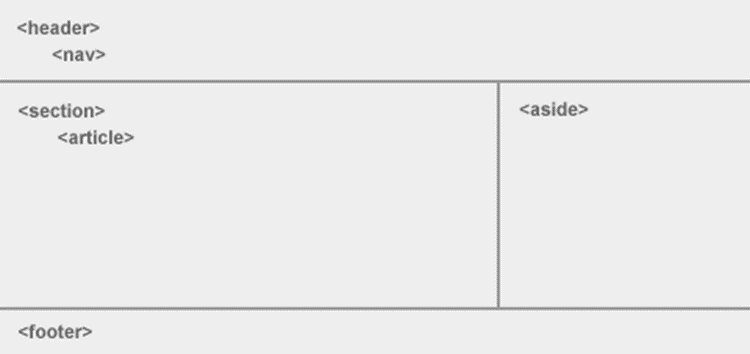 <header>
<nav>
<section>
<article>
<aside>
<footer>